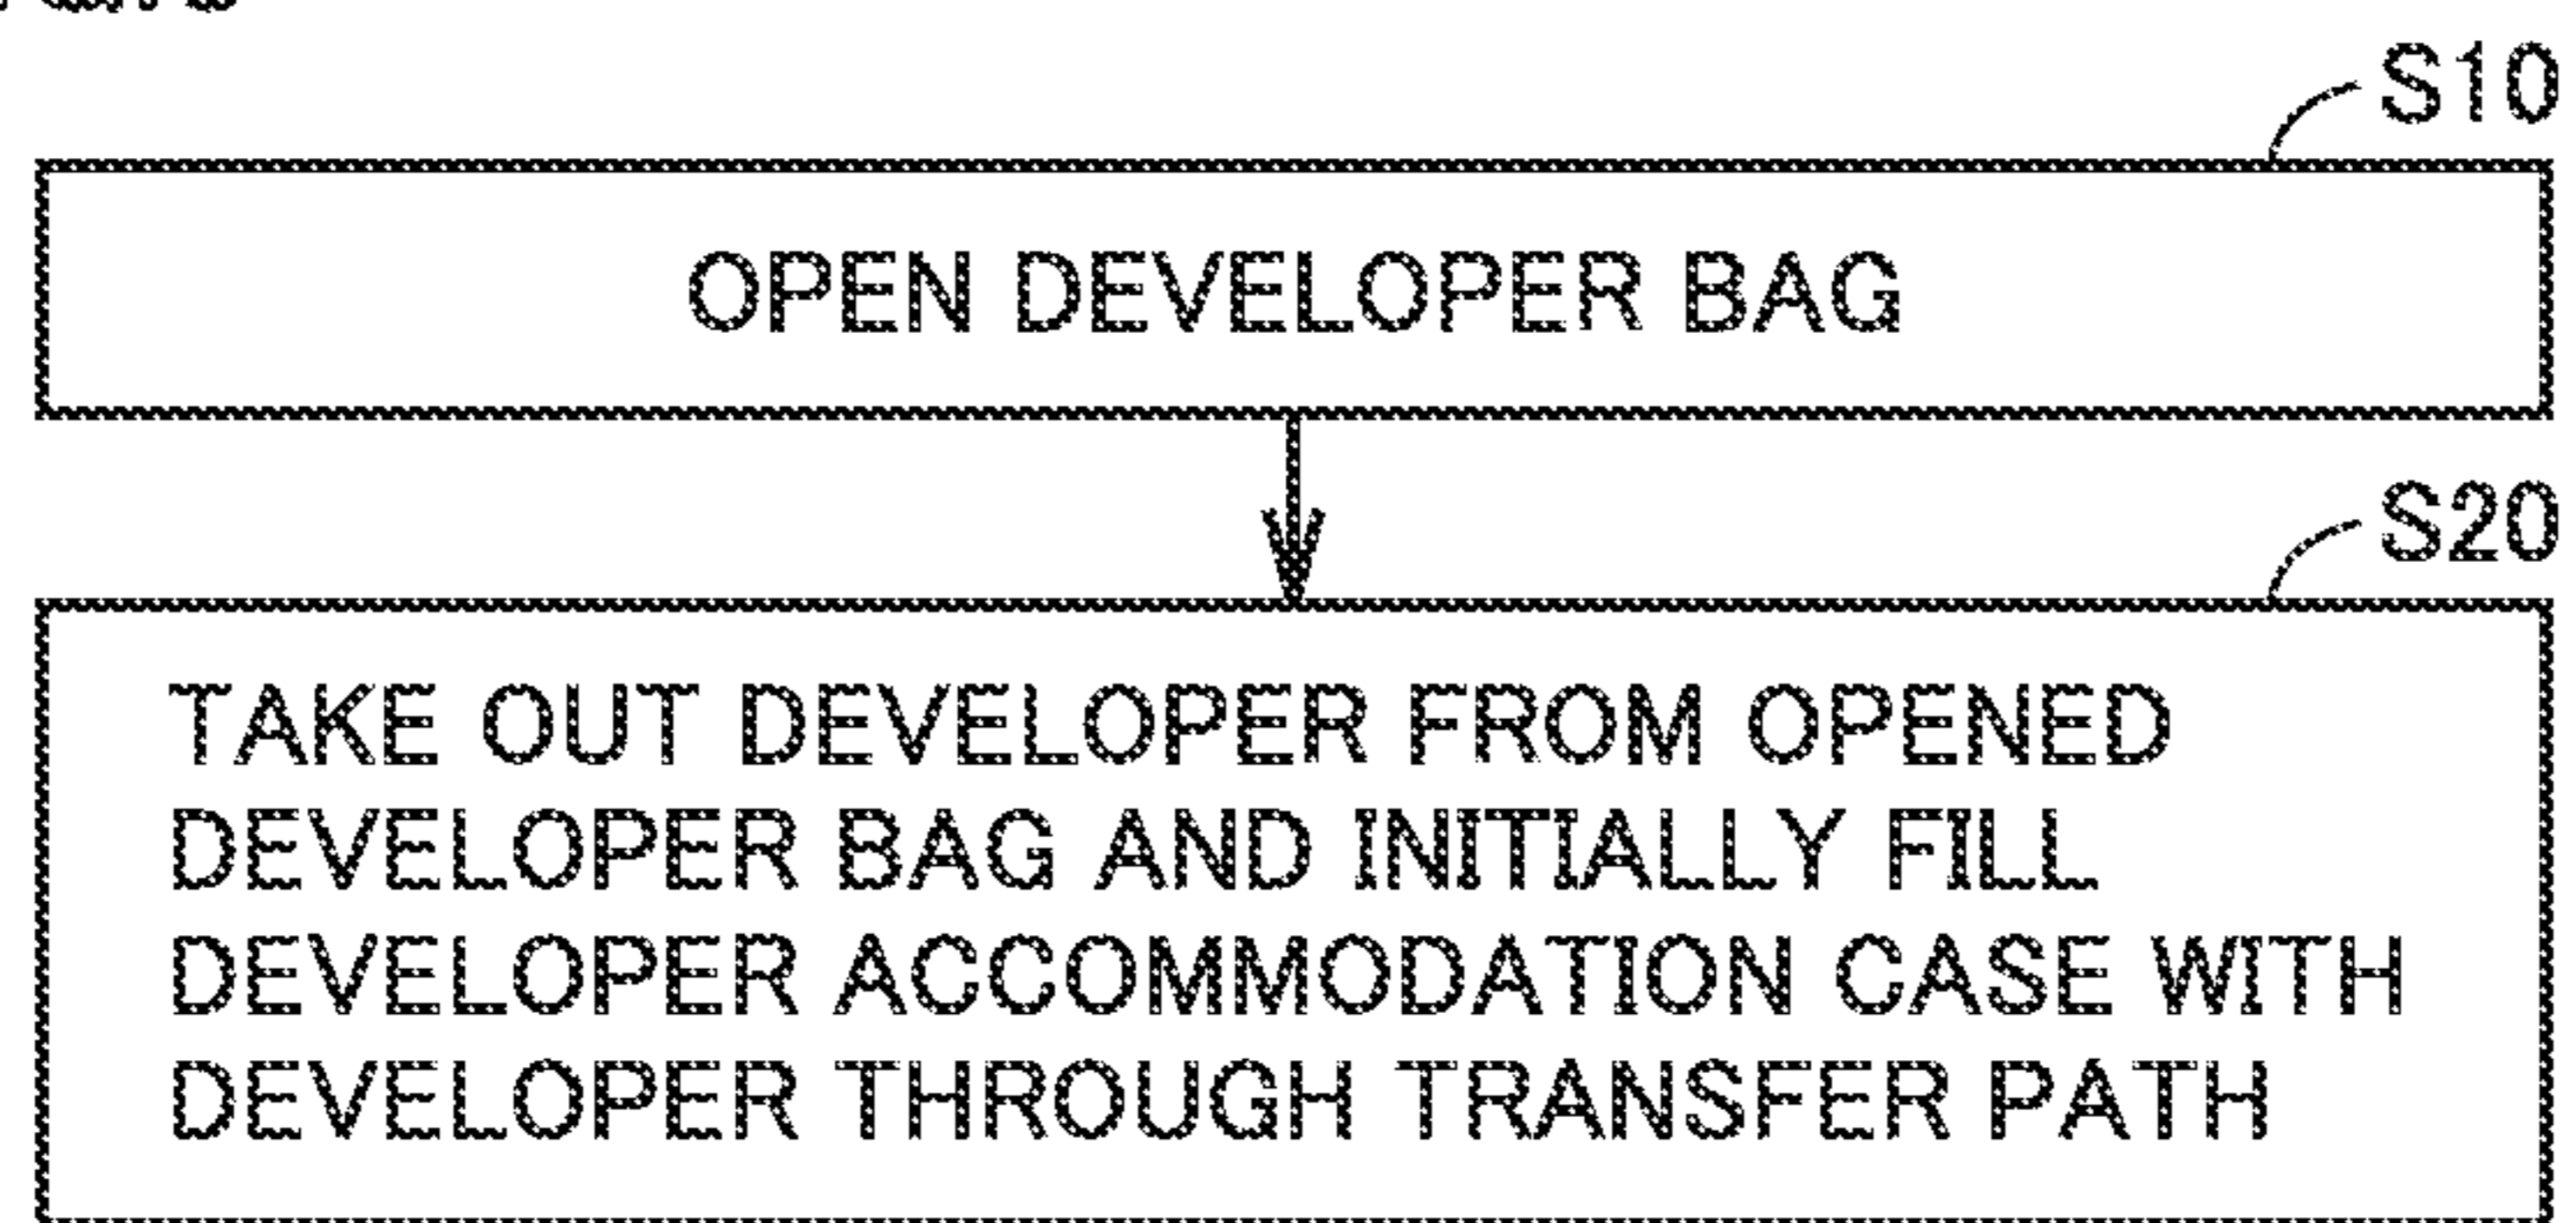 S10
OPEN DEVELOPER BAG
S20
TAKE OUT DEVELOPER FROM OPENED
DEVELOPER BAG AND INITIALLY FILL
DEVELOPER ACCOMMODATION CASE WITH
DEVELOPER THROUGH TRANSFER PATH